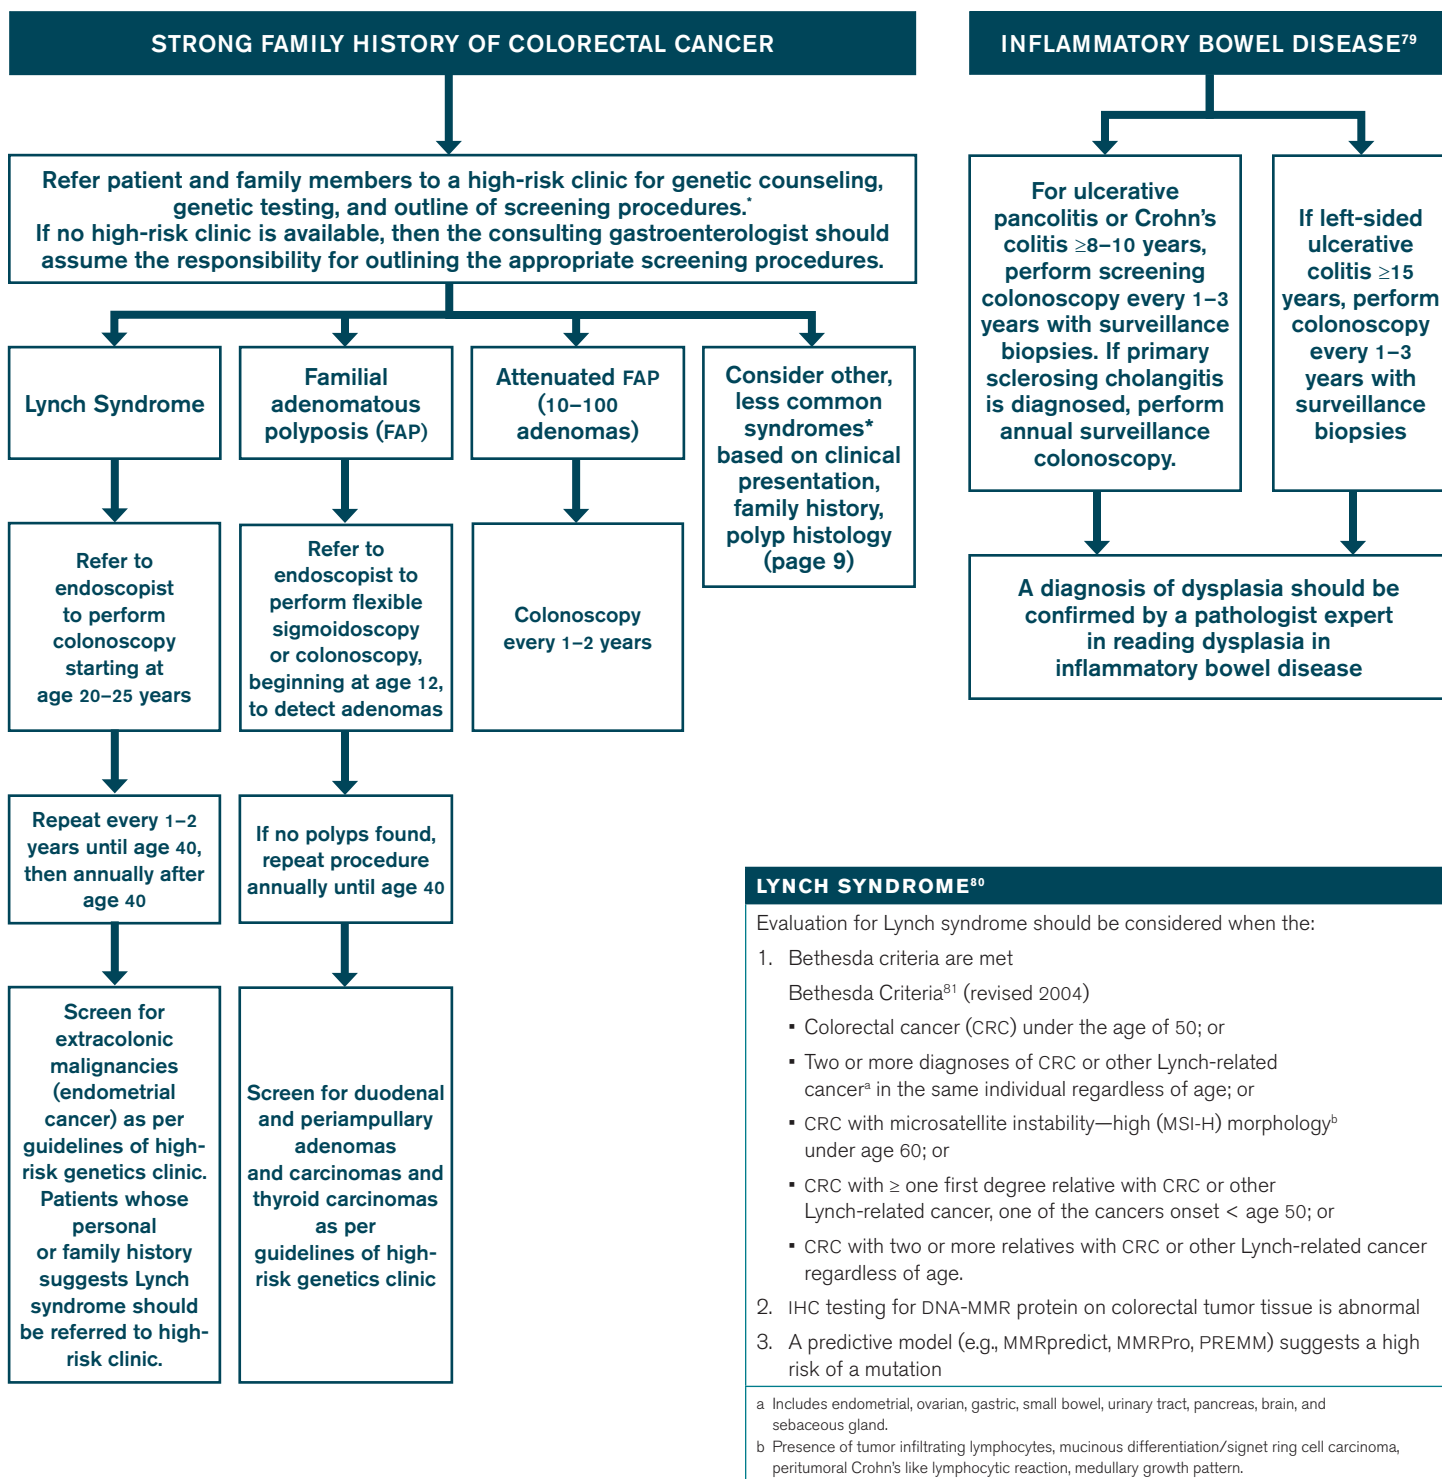 STRONG FAMILY HISTORY OF COLORECTAL CANCER
Refer patient and family members to a high-risk clinic for genetic counseling,
genetic testing, and outline of screening procedures.*
If no high-risk clinic is available, then the consulting gastroenterologist should
assume the responsibility for outlining the appropriate screening procedures.
Lynch Syndrome
Refer to
endoscopist
to perform
colonoscopy
starting at
age 20–25 years
Repeat every 1–2
years until age 40,
then annually after
age 40
Screen for
extracolonic
malignancies
(endometrial
cancer) as per
guidelines of high-
risk genetics clinic.
Patients whose
personal
or family history
suggests Lynch
syndrome should
be referred to high-
risk clinic.
Familial
adenomatous
polyposis (FAP)
Refer to
endoscopist to
perform flexible
sigmoidoscopy
or colonoscopy,
beginning at age 12,
to detect adenomas
If no polyps found,
repeat procedure
annually until age 40
Screen for duodenal
and periampullary
adenomas
and carcinomas and
thyroid carcinomas
as per
guidelines of high-
risk genetics clinic
Attenuated FAP
(10–100
adenomas)
Colonoscopy
every 1–2 years
Consider other,
less common
syndromes*
based on clinical
presentation,
family history,
polyp histology
(page 9)
INFLAMMATORY BOWEL DISEASE79
For ulcerative
pancolitis or Crohn's
colitis ≥8–10 years,
perform screening
colonoscopy every 1–3
years with surveillance
biopsies. If primary
sclerosing cholangitis
is diagnosed, perform
annual surveillance
colonoscopy.
If left-sided
ulcerative
colitis ≥15
years, perform
colonoscopy
every 1–3
years with
surveillance
biopsies
A diagnosis of dysplasia should be
confirmed by a pathologist expert
in reading dysplasia in
inflammatory bowel disease
LYNCH SYNDROME80
Evaluation for Lynch syndrome should be considered when the:
1. Bethesda criteria are met
Bethesda Criteria81 (revised 2004)
▪ Colorectal cancer (CRC) under the age of 50; or
▪ Two or more diagnoses of CRC or other Lynch-related
cancera in the same individual regardless of age; or
▪ CRC with microsatellite instability—high (MSI-H) morphologyb
under age 60; or
▪ CRC with ≥ one first degree relative with CRC or other
Lynch-related cancer, one of the cancers onset < age 50; or
▪ CRC with two or more relatives with CRC or other Lynch-related cancer
regardless of age.
2. IHC testing for DNA-MMR protein on colorectal tumor tissue is abnormal
3. A predictive model (e.g., MMRpredict, MMRPro, PREMM) suggests a high
risk of a mutation
a Includes endometrial, ovarian, gastric, small bowel, urinary tract, pancreas, brain, and
sebaceous gland.
b Presence of tumor infiltrating lymphocytes, mucinous differentiation/signet ring cell carcinoma,
peritumoral Crohn's like lymphocytic reaction, medullary growth pattern.